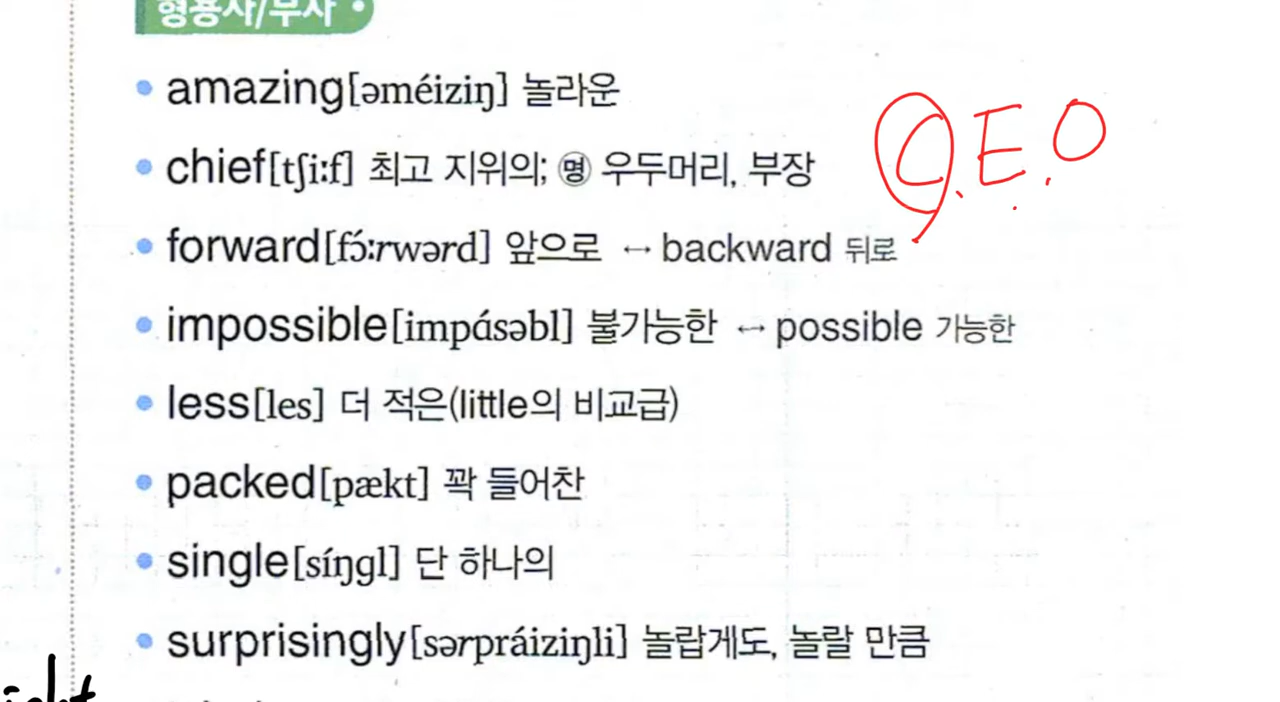 형용사/부사
amazing[əméiziŋ] 놀라운
C.E.O
chief[tʃiːf] 최고 지위의; 명 우두머리, 부장
forward[fɔ́ːrwərd] 앞으로 ↔ backward 뒤로
impossible[impɑ́səbl] 불가능한 ↔ possible 가능한
less[les] 더 적은(little의 비교급)
packed[pækt] 꽉 들어찬
single[síŋgl] 단 하나의
surprisingly[sərpráiziŋli] 놀랍게도, 놀랄 만큼